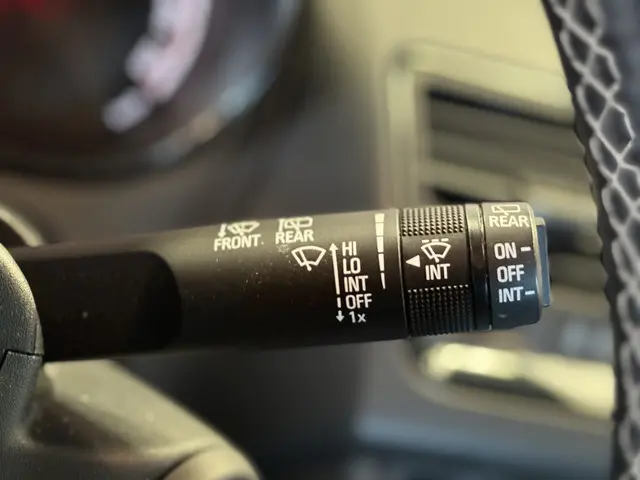 FRONT
REAR
HI
LO
INT
OFF
1x
INT
REAR
ON
OFF
INT